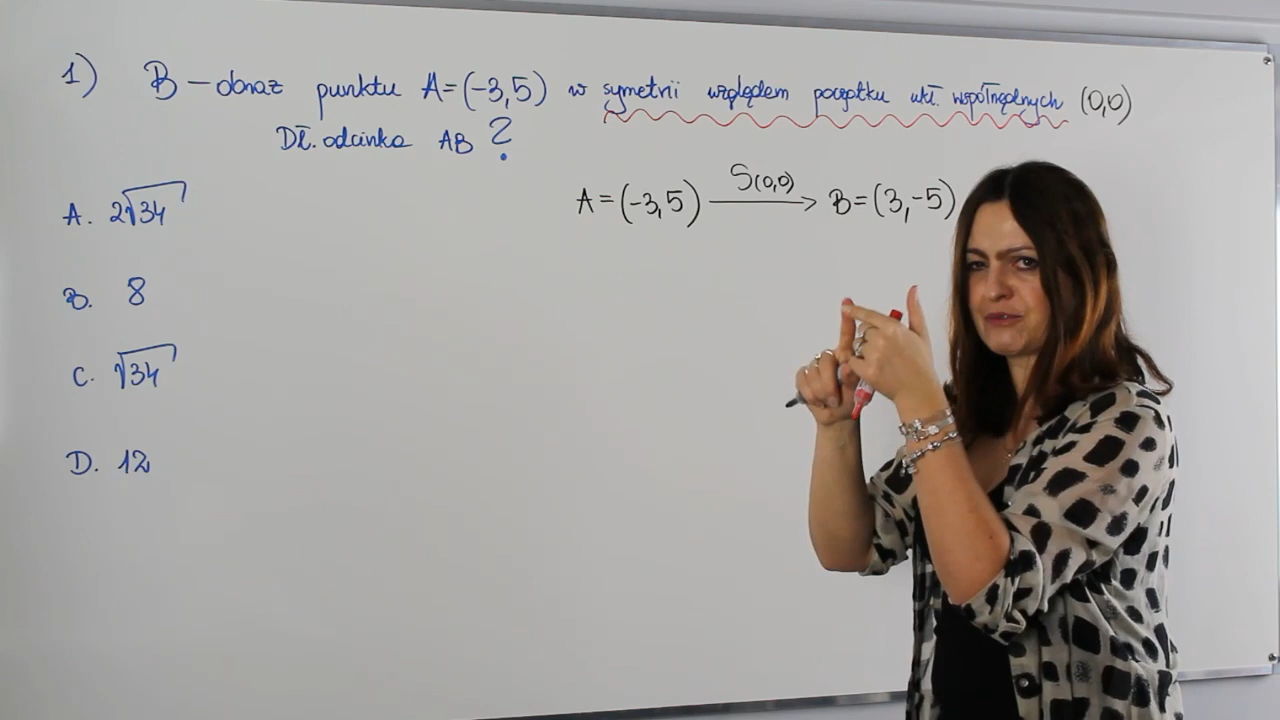 1) B – obraz punktu A=(-3,5) w symetrii względem początku ukł. współrzędnych (0,0)
Dł. odcinka AB ?
A=(-3,5) S(0,0) → B=(3,-5)
A. 2√34
B. 8
C. √34
D. 12